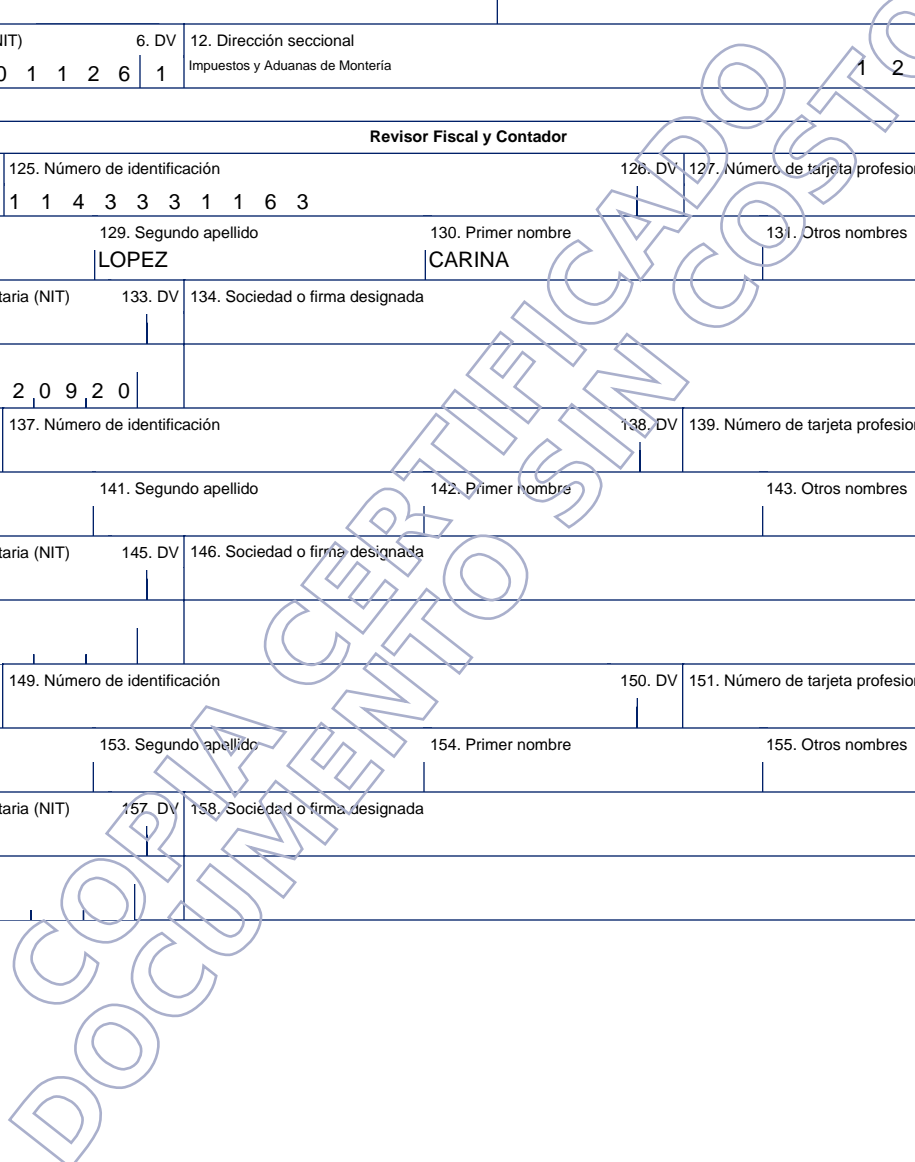 NIT) 6. DV 12. Dirección seccional
0 1 1 2 6 1 Impuestos y Aduanas de Montería 1 2
Revisor Fiscal y Contador
125. Número de identificación 126. DV 127. Número de tarjeta profesion
1 1 4 3 3 3 1 1 6 3
129. Segundo apellido 130. Primer nombre 131. Otros nombres
LOPEZ CARINA
taria (NIT) 133. DV 134. Sociedad o firma designada
2 0 9 2 0
137. Número de identificación 138. DV 139. Número de tarjeta profesion
141. Segundo apellido 142. Primer nombre 143. Otros nombres
taria (NIT) 145. DV 146. Sociedad o firma designada
149. Número de identificación 150. DV 151. Número de tarjeta profesion
153. Segundo apellido 154. Primer nombre 155. Otros nombres
taria (NIT) 157. DV 158. Sociedad o firma designada
COPIA CERTIFICADO
DOCUMENTO SIN COSTO